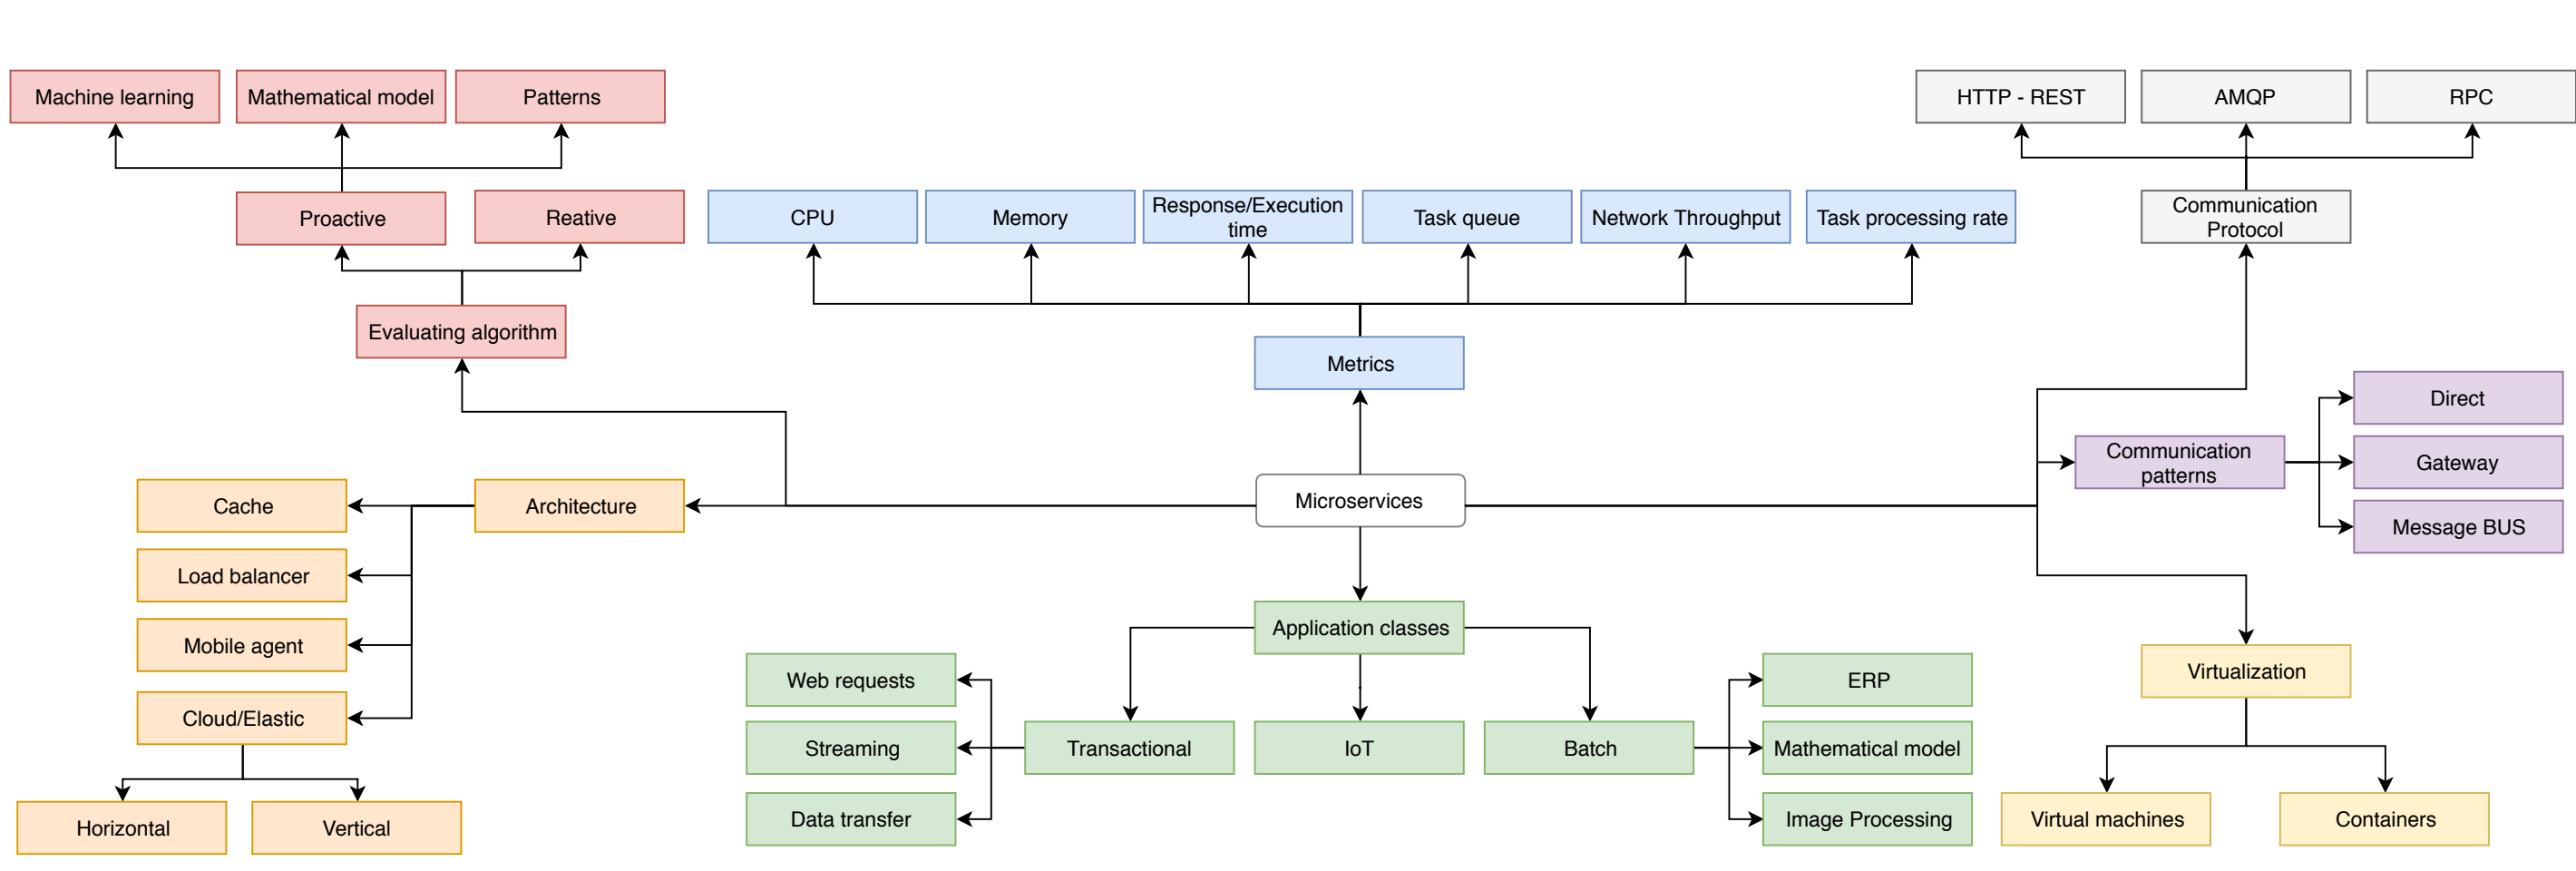 Machine learning
Mathematical model
Patterns
HTTP - REST
AMQP
RPC
Proactive
Reative
CPU
Memory
Response/Execution
time
Task queue
Network Throughput
Task processing rate
Communication
Protocol
Evaluating algorithm
Metrics
Direct
Communication
patterns
Gateway
Message BUS
Cache
Architecture
Microservices
Load balancer
Mobile agent
Cloud/Elastic
Horizontal
Vertical
Application classes
Web requests
Streaming
Data transfer
Transactional
IoT
Batch
ERP
Mathematical model
Image Processing
Virtualization
Virtual machines
Containers